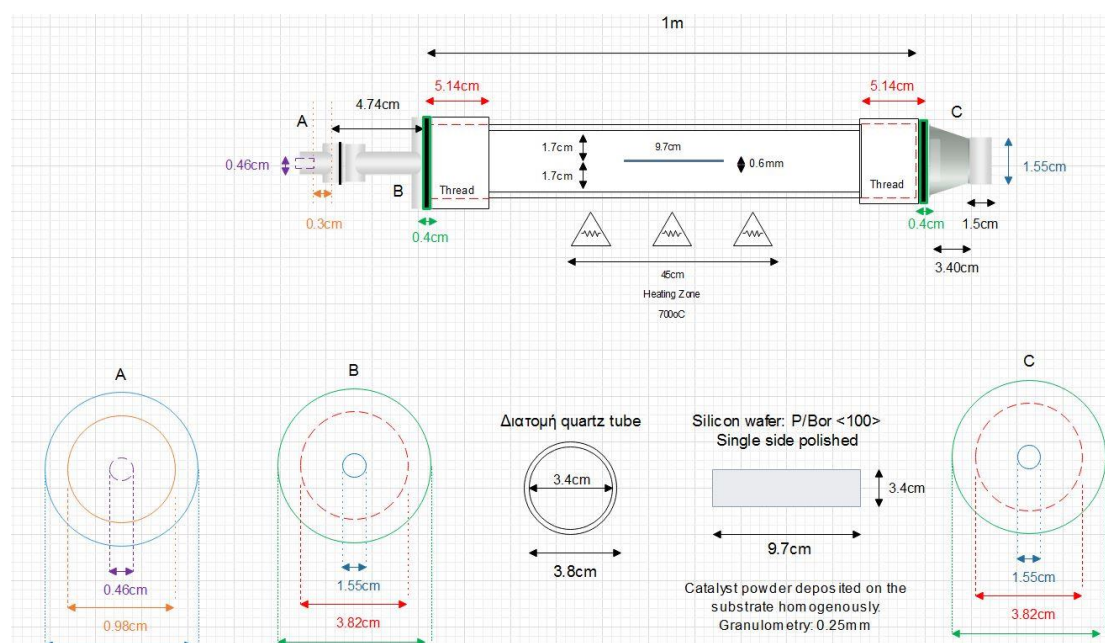 1m
5.14cm
5.14cm
4.74cm
A
C
1.7cm
9.7cm
0.46cm
0.6mm
1.55cm
1.7cm
B
Thread
Thread
0.3cm
0.4cm
0.4cm
1.5cm
3.40cm
45cm
Heating Zone
700oC
A
B
C
Διατομή quartz tube
Silicon wafer: P/Bor <100>
Single side polished
3.4cm
3.4cm
9.7cm
3.8cm
0.46cm
1.55cm
1.55cm
Catalyst powder deposited on the
substrate homogenously.
Granulometry: 0.25mm
0.98cm
3.82cm
3.82cm